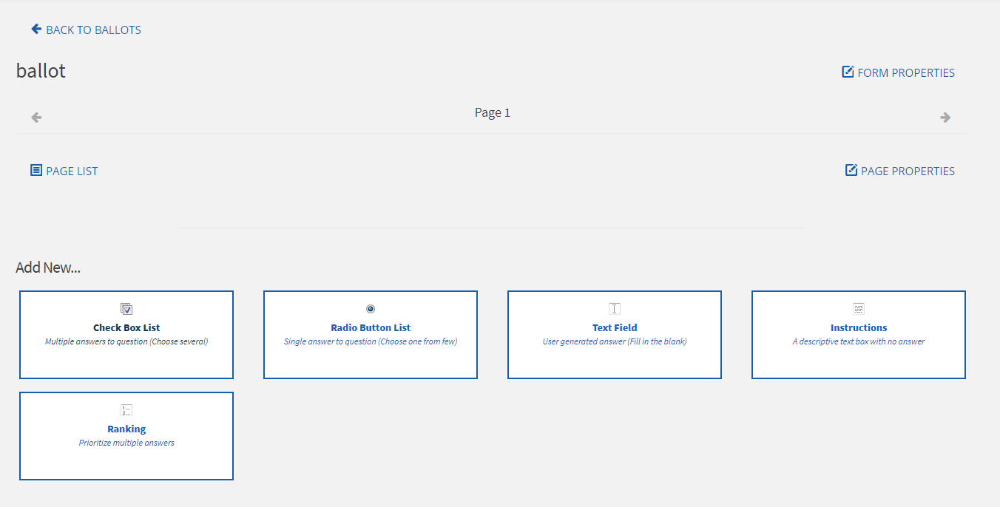 BACK TO BALLOTS
ballot
FORM PROPERTIES
Page 1
PAGE LIST
PAGE PROPERTIES
Add New...
Check Box List
Multiple answers to question (Choose several)
Radio Button List
Single answer to question (Choose one from few)
Text Field
User generated answer (Fill in the blank)
Instructions
A descriptive text box with no answer
Ranking
Prioritize multiple answers